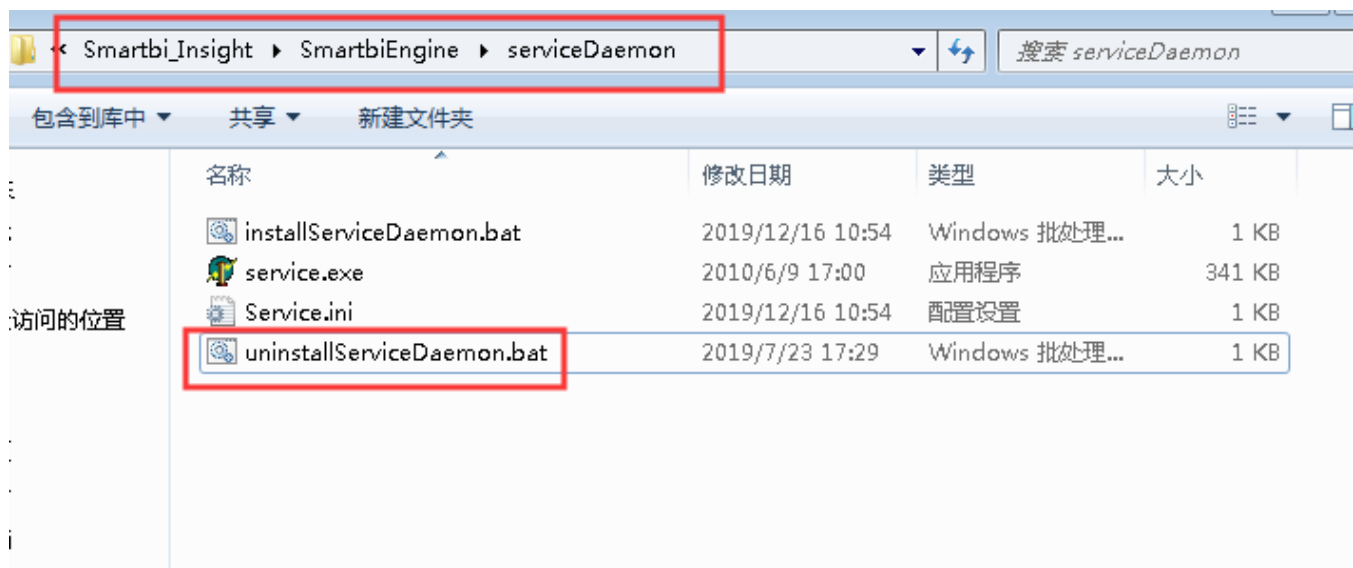 « Smartbi_Insight ▸ SmartbiEngine ▸ serviceDaemon 搜索 serviceDaemon
包含到库中 共享 新建文件夹
名称 修改日期 类型 大小
installServiceDaemon.bat 2019/12/16 10:54 Windows 批处理... 1 KB
service.exe 2010/6/9 17:00 应用程序 341 KB
Service.ini 2019/12/16 10:54 配置设置 1 KB
访问的位置
uninstallServiceDaemon.bat 2019/7/23 17:29 Windows 批处理... 1 KB